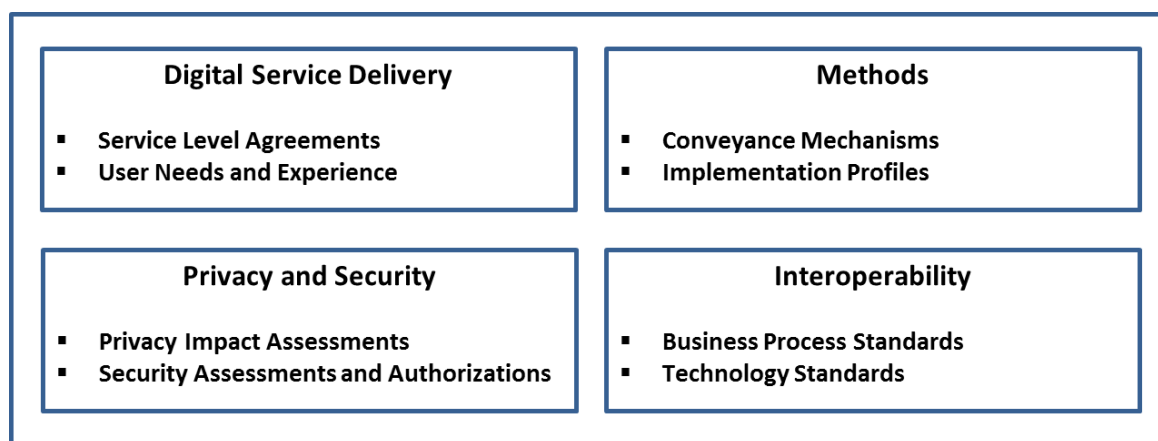 Digital Service Delivery
▪ Service Level Agreements
▪ User Needs and Experience
Methods
▪ Conveyance Mechanisms
▪ Implementation Profiles
Privacy and Security
▪ Privacy Impact Assessments
▪ Security Assessments and Authorizations
Interoperability
▪ Business Process Standards
▪ Technology Standards